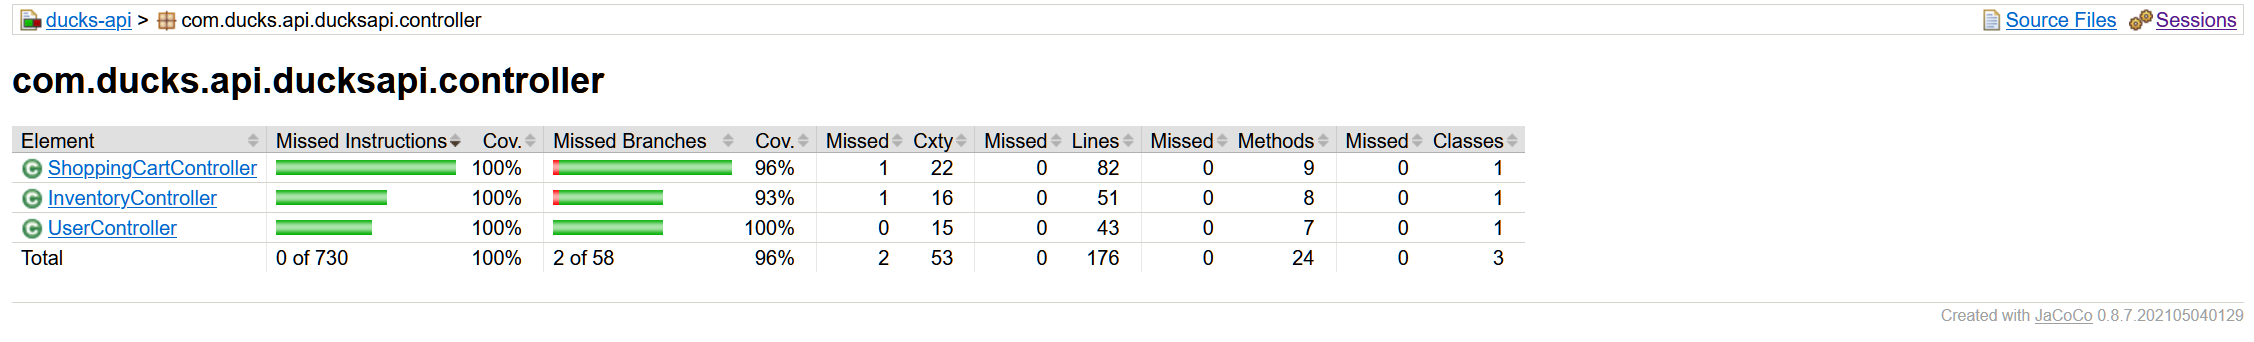 ducks-api > com.ducks.api.ducksapi.controller Source Files Sessions
com.ducks.api.ducksapi.controller
Element Missed Instructions Cov. Missed Branches Cov. Missed Cxty Missed Lines Missed Methods Missed Classes
ShoppingCartController 100% 96% 1 22 0 82 0 9 0 1
InventoryController 100% 93% 1 16 0 51 0 8 0 1
UserController 100% 100% 0 15 0 43 0 7 0 1
Total 0 of 730 100% 2 of 58 96% 2 53 0 176 0 24 0 3
Created with JaCoCo 0.8.7.202105040129